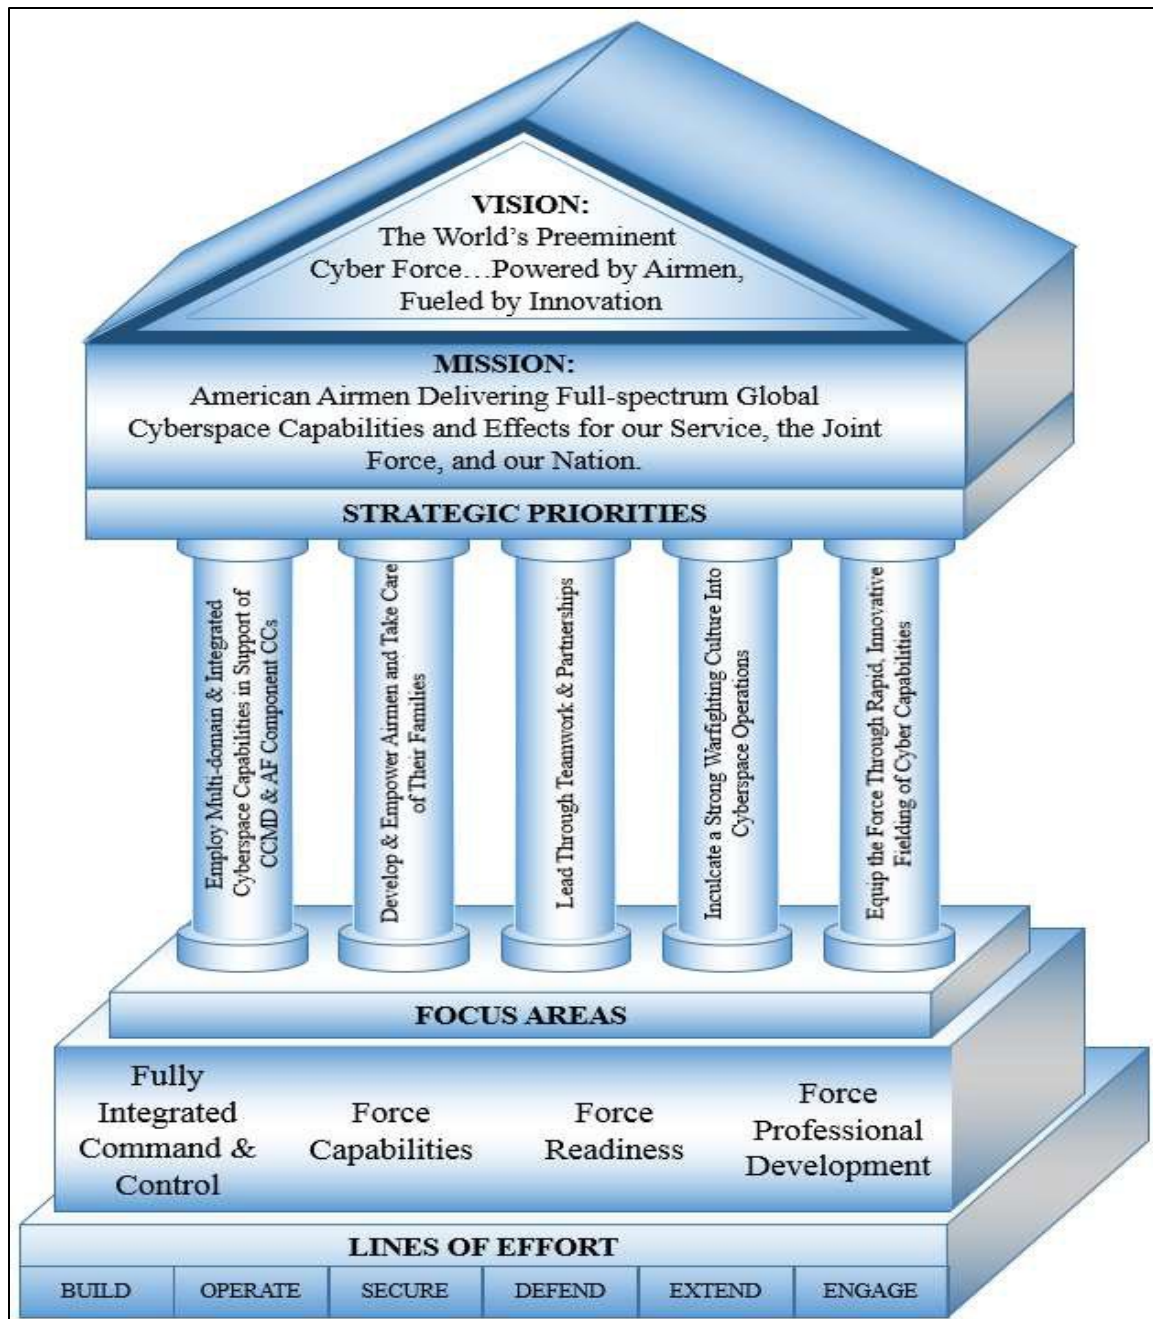 VISION:
The World's Preeminent
Cyber Force…Powered by Airmen,
Fueled by Innovation
MISSION:
American Airmen Delivering Full-spectrum Global
Cyberspace Capabilities and Effects for our Service, the Joint
Force, and our Nation.
STRATEGIC PRIORITIES
Employ Multi-domain & Integrated
Cyberspace Capabilities in Support of
CCMD & AF Component CCs
Develop & Empower Airmen and Take Care
of Their Families
Lead Through Teamwork & Partnerships
Inculcate a Strong Warfighting Culture Into
Cyberspace Operations
Equip the Force Through Rapid, Innovative
Fielding of Cyber Capabilities
FOCUS AREAS
Fully
Integrated
Command &
Control
Force
Capabilities
Force
Readiness
Force
Professional
Development
LINES OF EFFORT
BUILD
OPERATE
SECURE
DEFEND
EXTEND
ENGAGE